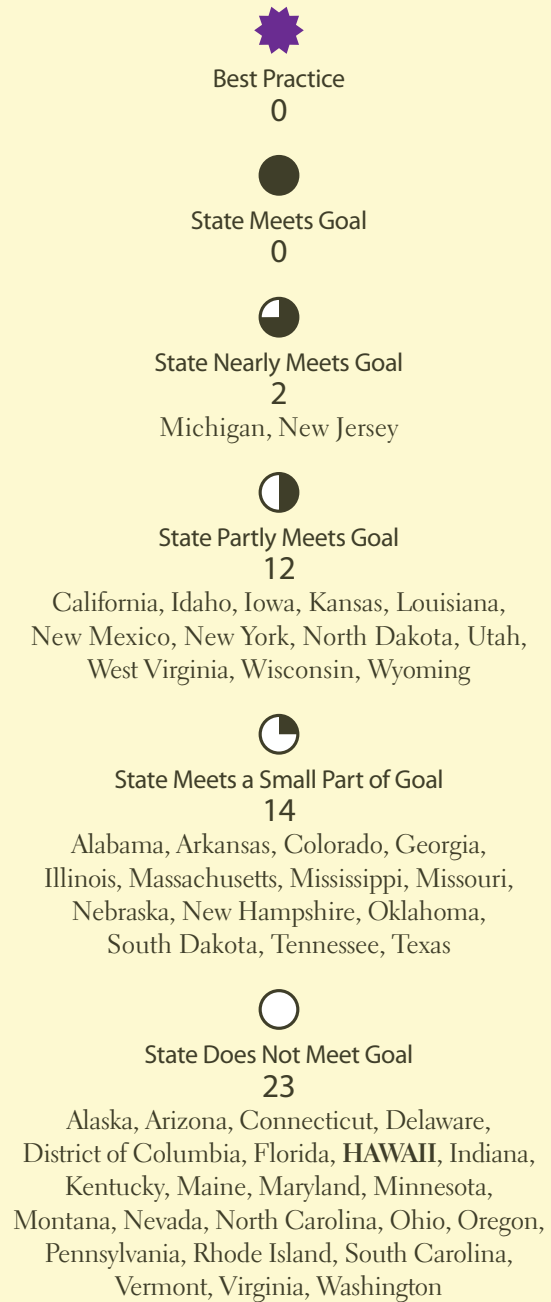 Best Practice
0
State Meets Goal
0
State Nearly Meets Goal
2
Michigan, New Jersey
State Partly Meets Goal
12
California, Idaho, Iowa, Kansas, Louisiana,
New Mexico, New York, North Dakota, Utah,
West Virginia, Wisconsin, Wyoming
State Meets a Small Part of Goal
14
Alabama, Arkansas, Colorado, Georgia,
Illinois, Massachusetts, Mississippi, Missouri,
Nebraska, New Hampshire, Oklahoma,
South Dakota, Tennessee, Texas
State Does Not Meet Goal
23
Alaska, Arizona, Connecticut, Delaware,
District of Columbia, Florida, HAWAII, Indiana,
Kentucky, Maine, Maryland, Minnesota,
Montana, Nevada, North Carolina, Ohio, Oregon,
Pennsylvania, Rhode Island, South Carolina,
Vermont, Virginia, Washington